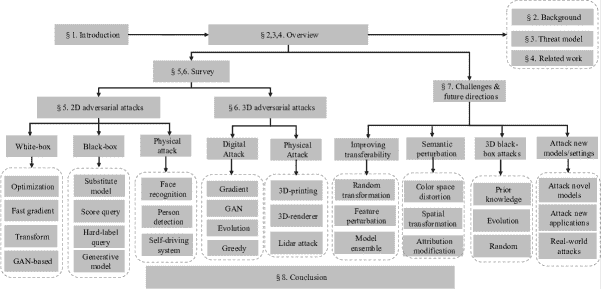 § 1. Introduction
§ 2,3,4. Overview
§ 2. Background
§ 3. Threat model
§ 4. Related work
§ 5,6. Survey
§ 7. Challenges &
future directions
§ 5. 2D adversarial attacks
§ 6. 3D adversarial attacks
White-box
Black-box
Physical
attack
Digital
Attack
Physical
Attack
Improving
transferability
Semantic
perturbation
3D black-
box attacks
Attack new
models/settings
Optimization
Fast gradient
Transform
GAN-based
Substitute
model
Score query
Hard-label
query
Generative
model
Face
recognition
Person
detection
Self-driving
system
Gradient
GAN
Evolution
Greedy
3D-printing
3D-renderer
Lidar attack
Random
transformation
Feature
perturbation
Model
ensemble
Color space
distortion
Spatial
transformation
Attribution
modification
Prior
knowledge
Evolution
Random
Attack novel
models
Attack new
applications
Real-world
attacks
§ 8. Conclusion